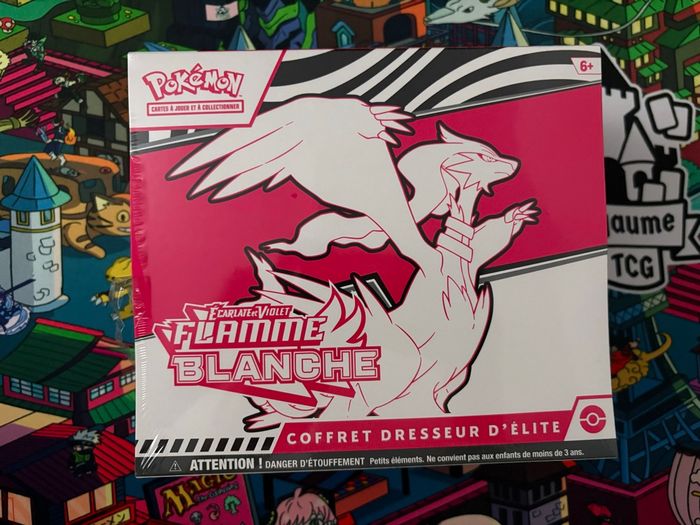 POKÉMON
CARTES À JOUER ET À COLLECTIONNER
6+
aume
TCG
ÉCARLATE ET VIOLET
FLAMME
BLANCHE
COFFRET DRESSEUR D'ÉLITE
ATTENTION ! DANGER D'ÉTOUFFEMENT Petits éléments. Ne convient pas aux enfants de moins de 3 ans.
MAGIC